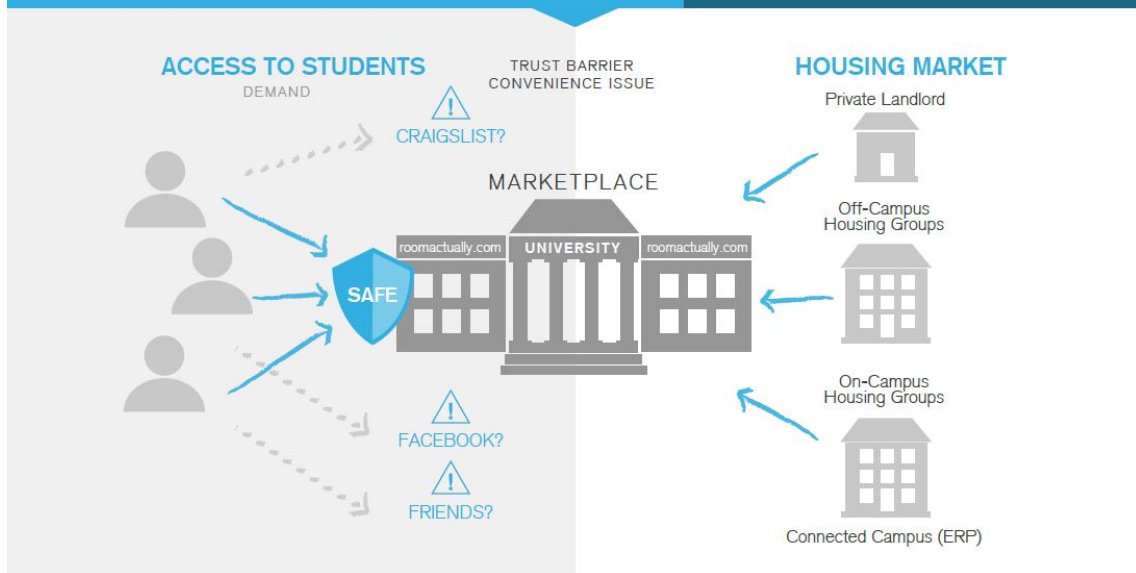 ACCESS TO STUDENTS
DEMAND
TRUST BARRIER
CONVENIENCE ISSUE
HOUSING MARKET
Private Landlord
!
CRAIGSLIST?
MARKETPLACE
Off-Campus
Housing Groups
roomactually.com
UNIVERSITY
roomactually.com
SAFE
On-Campus
Housing Groups
!
FACEBOOK?
!
FRIENDS?
Connected Campus (ERP)